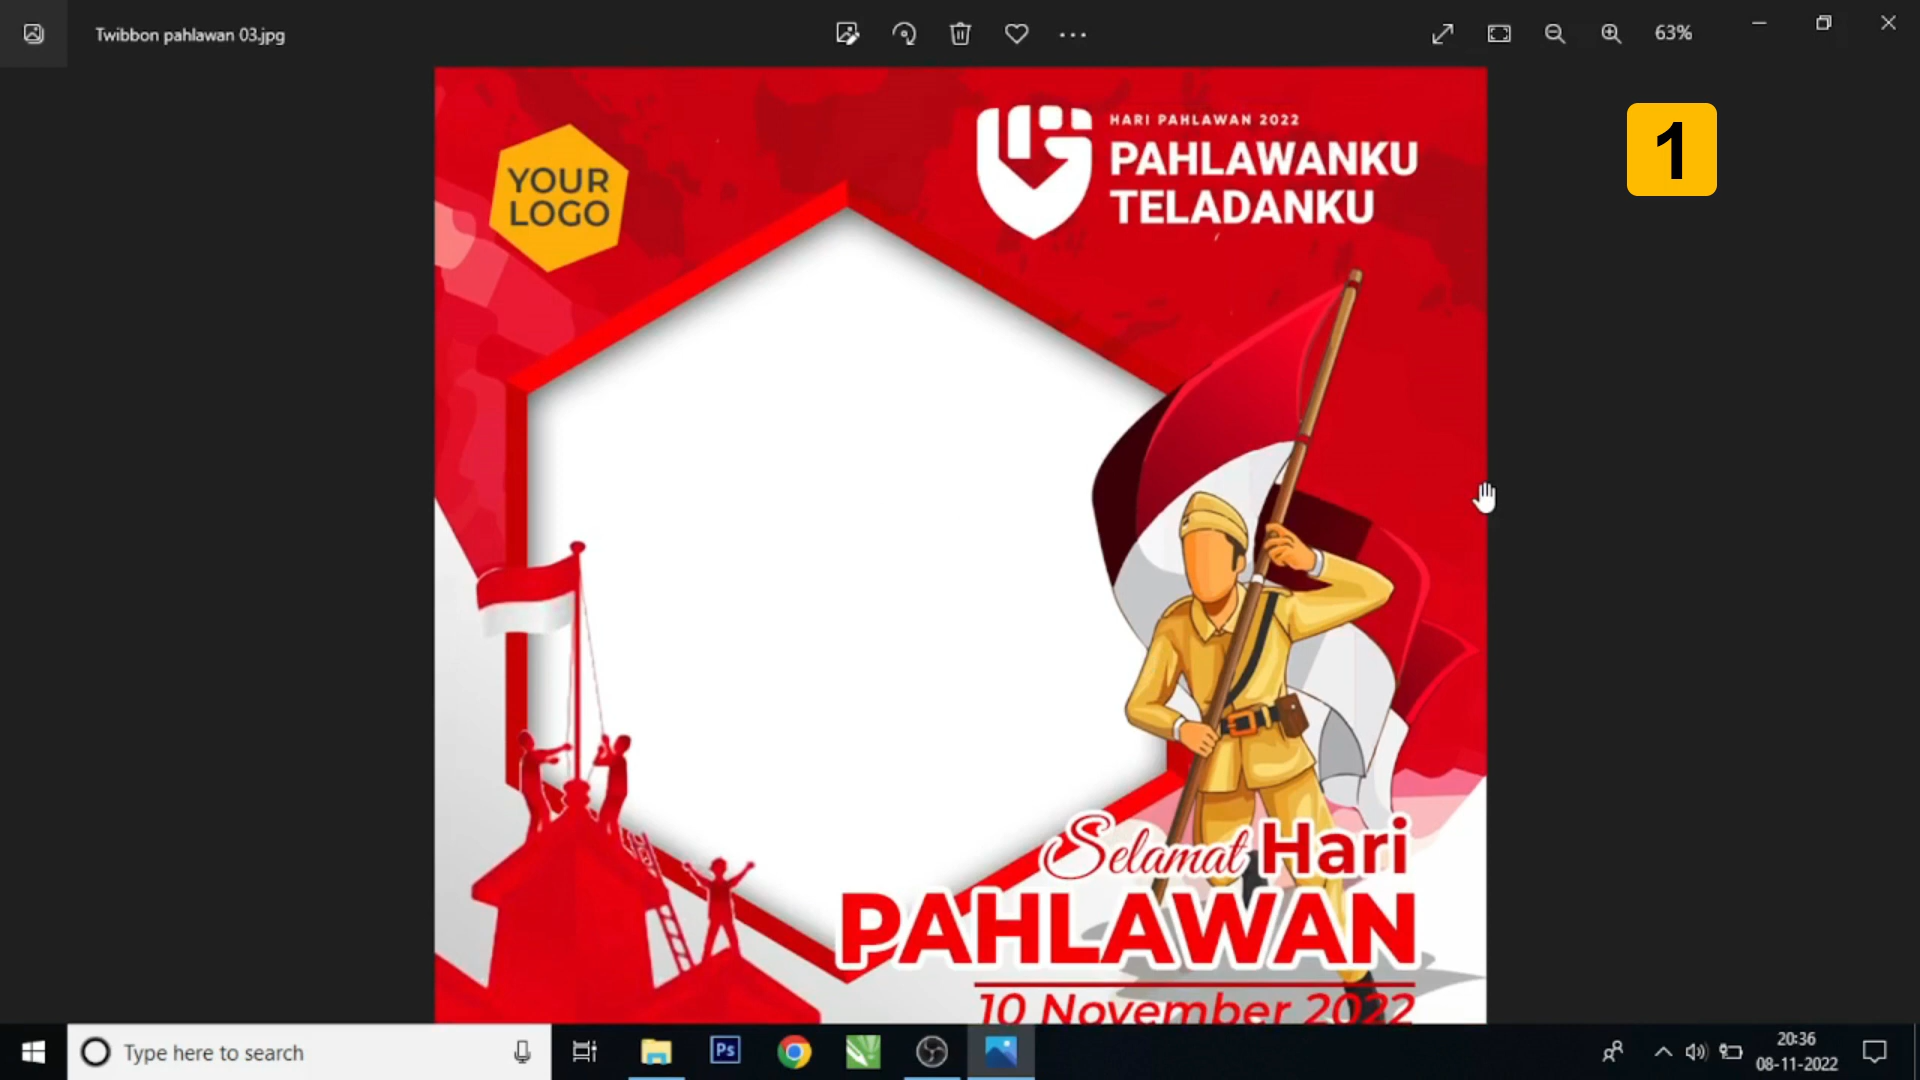 Twibbon pahlawan 03.jpg
63%
1
YOUR
LOGO
HARI PAHLAWAN 2022
PAHLAWANKU
TELADANKU
Selamat Hari
PAHLAWAN
10 November 2022
Type here to search
Ps
20:36
08-11-2022